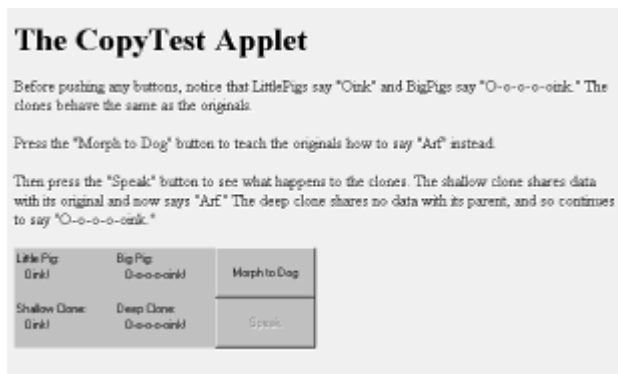 The CopyTest Applet
Before pushing any buttons, notice that LittlePigs say "Oink" and BigPigs say "O-o-o-o-oink." The
clones behave the same as the originals.
Press the "Morph to Dog" button to teach the originals how to say "Arf" instead.
Then press the "Speak" button to see what happens to the clones. The shallow clone shares data
with its original and now says "Arf." The deep clone shares no data with its parent, and so continues
to say "O-o-o-o-oink."
Little Pig: Big Pig:
Oink! O-o-o-o-oink! Morph to Dog
Shallow Clone: Deep Clone:
Oink! O-o-o-o-oink! Speak